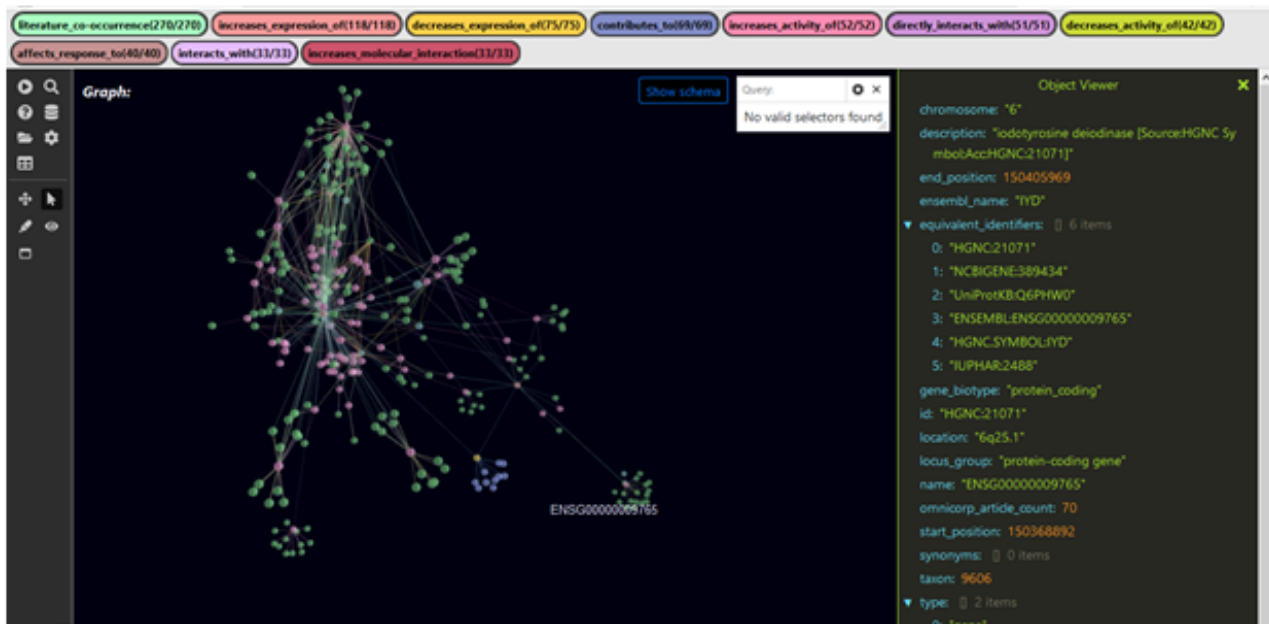 literature_co-occurrence(270/270) increases_expression_of(118/118) decreases_expression_of(75/75) contributes_to(69/69) increases_activity_of(52/52) directly_interacts_with(51/51) decreases_activity_of(42/42)
affects_response_to(40/40) interacts_with(33/33) increases_molecular_interaction(33/33)
Graph:
Show schema
Query:
No valid selectors found
ENSG00000009765
Object Viewer
chromosome: "6"
description: "iodotyrosine deiodinase [Source:HGNC Sy
mbol;Acc:HGNC:21071]"
end_position: 150405969
ensembl_name: "IYD"
equivalent_identifiers: [] 6 items
0: "HGNC:21071"
1: "NCBIGENE:389434"
2: "UniProtKB:Q6PHW0"
3: "ENSEMBL:ENSG00000009765"
4: "HGNC.SYMBOL:IYD"
5: "IUPHAR:2488"
gene_biotype: "protein_coding"
id: "HGNC:21071"
location: "6q25.1"
locus_group: "protein-coding gene"
name: "ENSG00000009765"
omnicorp_article_count: 70
start_position: 150368892
synonyms: [] 0 items
taxon: 9606
type: [] 2 items